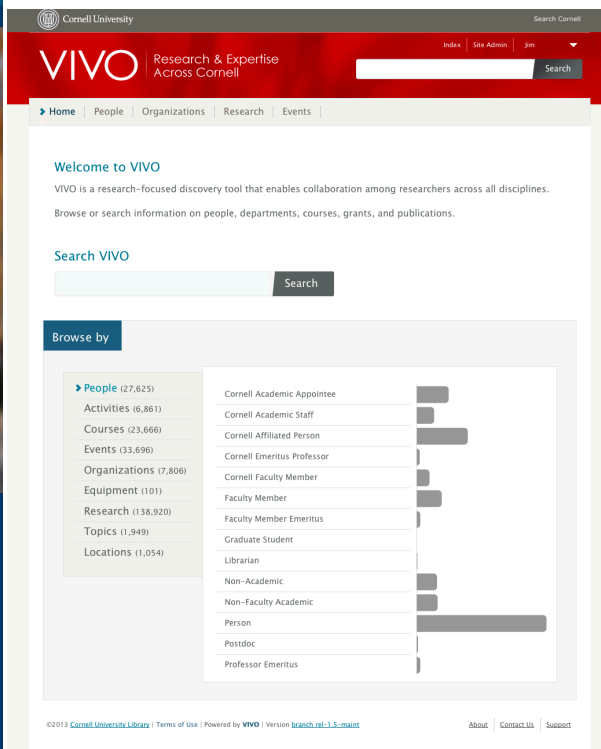 Cornell University
Search Cornell
Index Site Admin Jim
VIVO Research & Expertise
Across Cornell
Search
Home People Organizations Research Events
Welcome to VIVO
VIVO is a research-focused discovery tool that enables collaboration among researchers across all disciplines.
Browse or search information on people, departments, courses, grants, and publications.
Search VIVO
Search
Browse by
People (27,625)
Activities (6,861)
Courses (23,666)
Events (33,696)
Organizations (7,806)
Equipment (101)
Research (138,920)
Topics (1,949)
Locations (1,054)
Cornell Academic Appointee
Cornell Academic Staff
Cornell Affiliated Person
Cornell Emeritus Professor
Cornell Faculty Member
Faculty Member
Faculty Member Emeritus
Graduate Student
Librarian
Non-Academic
Non-Faculty Academic
Person
Postdoc
Professor Emeritus
©2013 Cornell University Library | Terms of Use | Powered by VIVO | Version branch rel-1.5-maint
About Contact Us Support